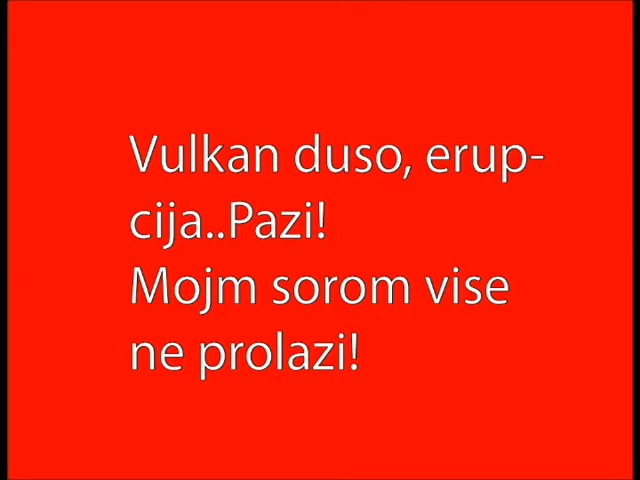 Vulkan duso, erup-
cija..Pazi!
Mojm sorom vise
ne prolazi!